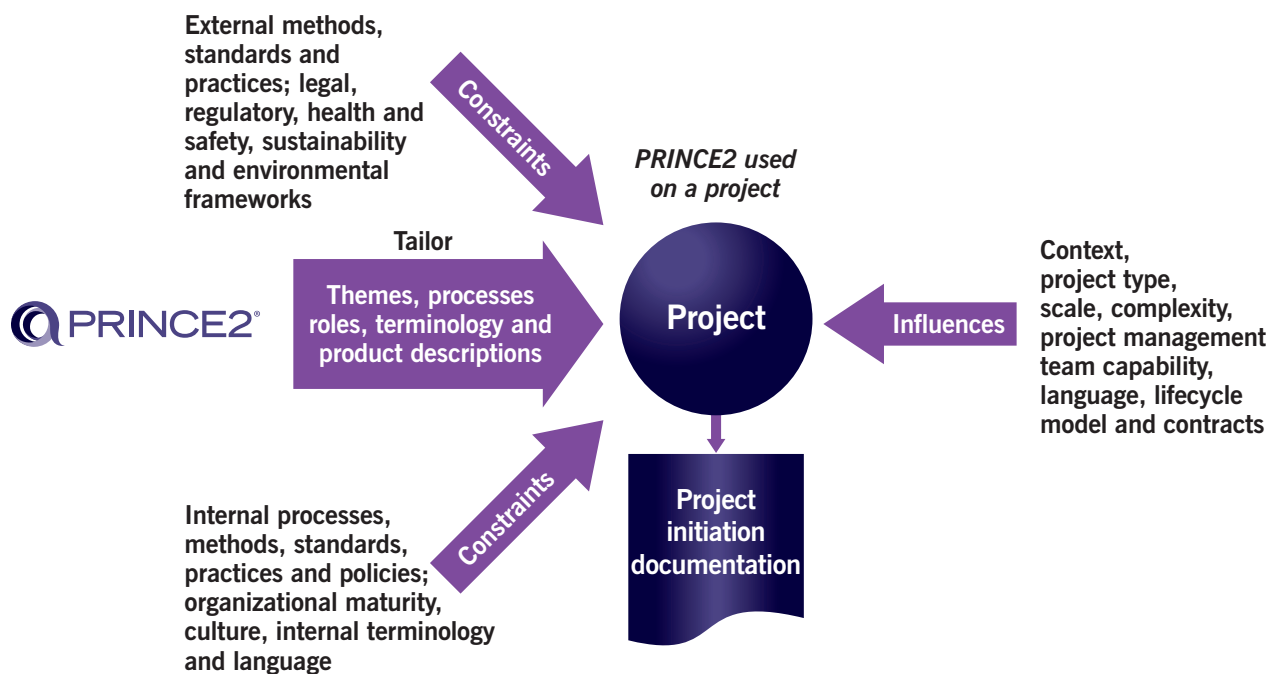 External methods,
standards and
practices; legal,
regulatory, health and
safety, sustainability
and environmental
frameworks
Constraints
PRINCE2 used
on a project
Tailor
Themes, processes
roles, terminology and
product descriptions
PRINCE2®
Project
Influences
Context,
project type,
scale, complexity,
project management
team capability,
language, lifecycle
model and contracts
Constraints
Internal processes,
methods, standards,
practices and policies;
organizational maturity,
culture, internal terminology
and language
Project
initiation
documentation